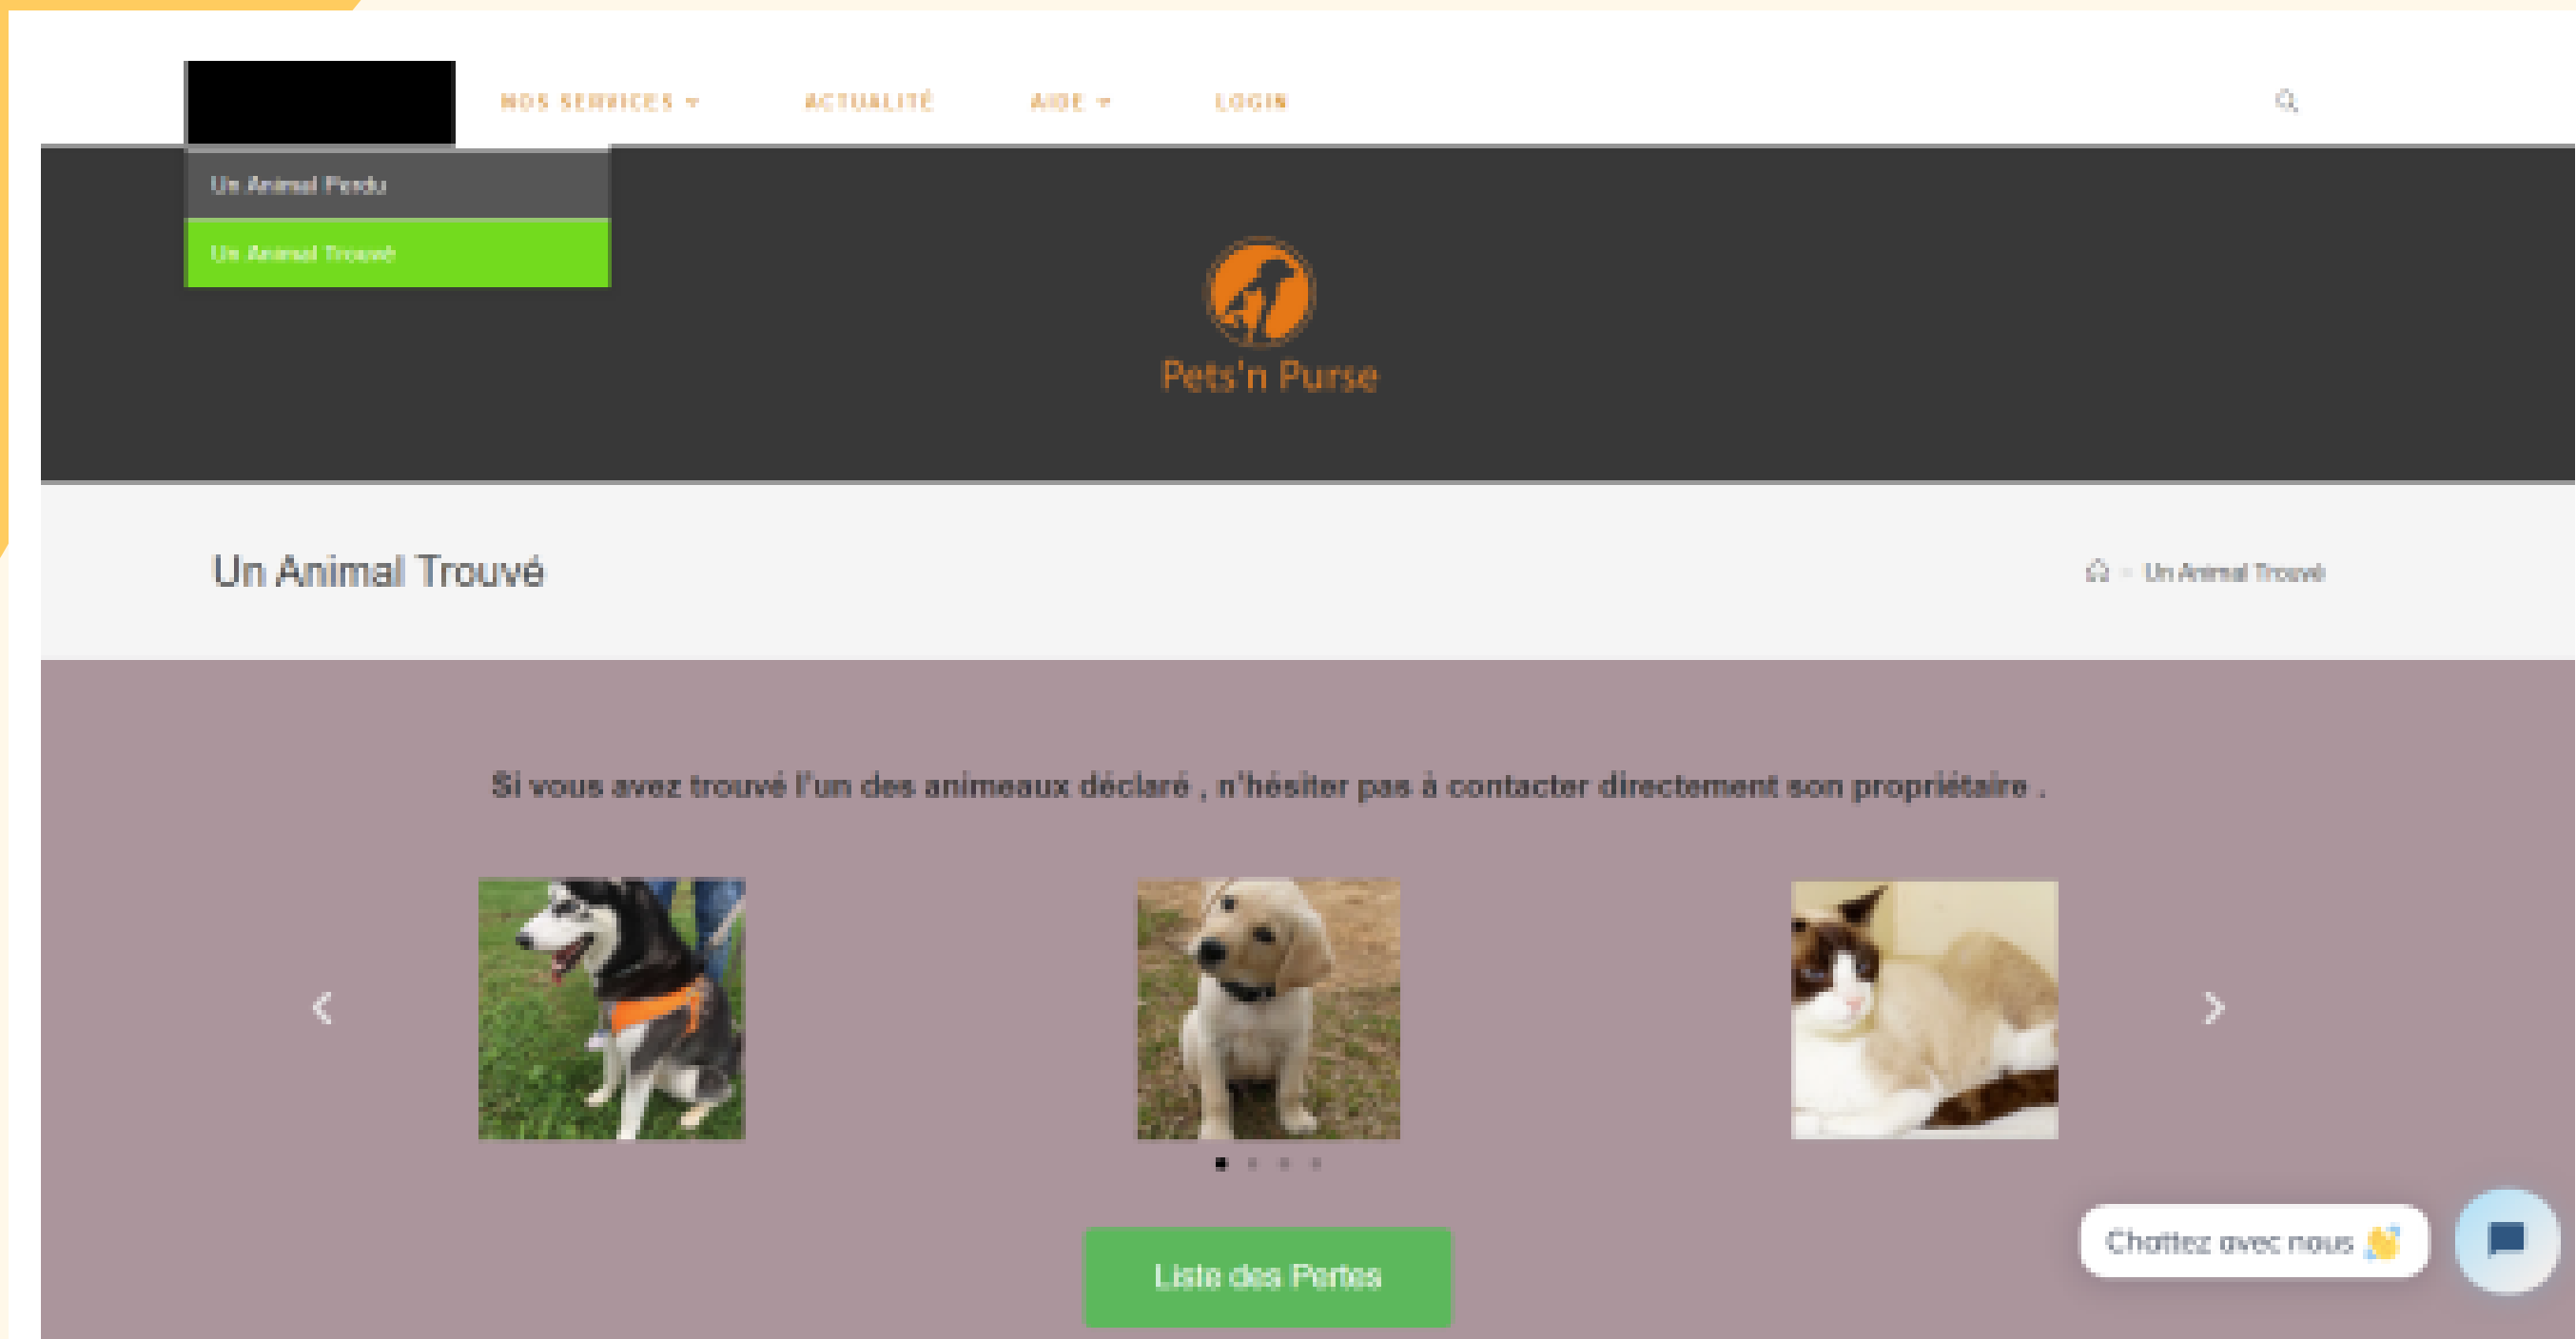 NOS SERVICES
ACTUALITÉ
AIDE
LOGIN
Un Animal Perdu
Un Animal Trouvé
Pets'n Purse
Un Animal Trouvé
Un Animal Trouvé
Si vous avez trouvé l'un des animeaux déclaré , n'hésiter pas à contacter directement son propriétaire .
Chattez avec nous 👋
Liste des Pertes